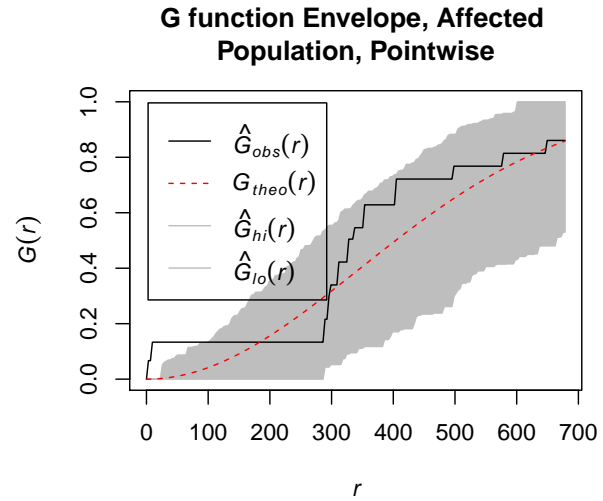 G function Envelope, Affected
Population, Pointwise
G(r)
1.0
0.8
0.6
0.4
0.2
0.0
Ĝobs(r)
Gtheo(r)
Ĝhi(r)
Ĝlo(r)
0 100 200 300 400 500 600 700
r